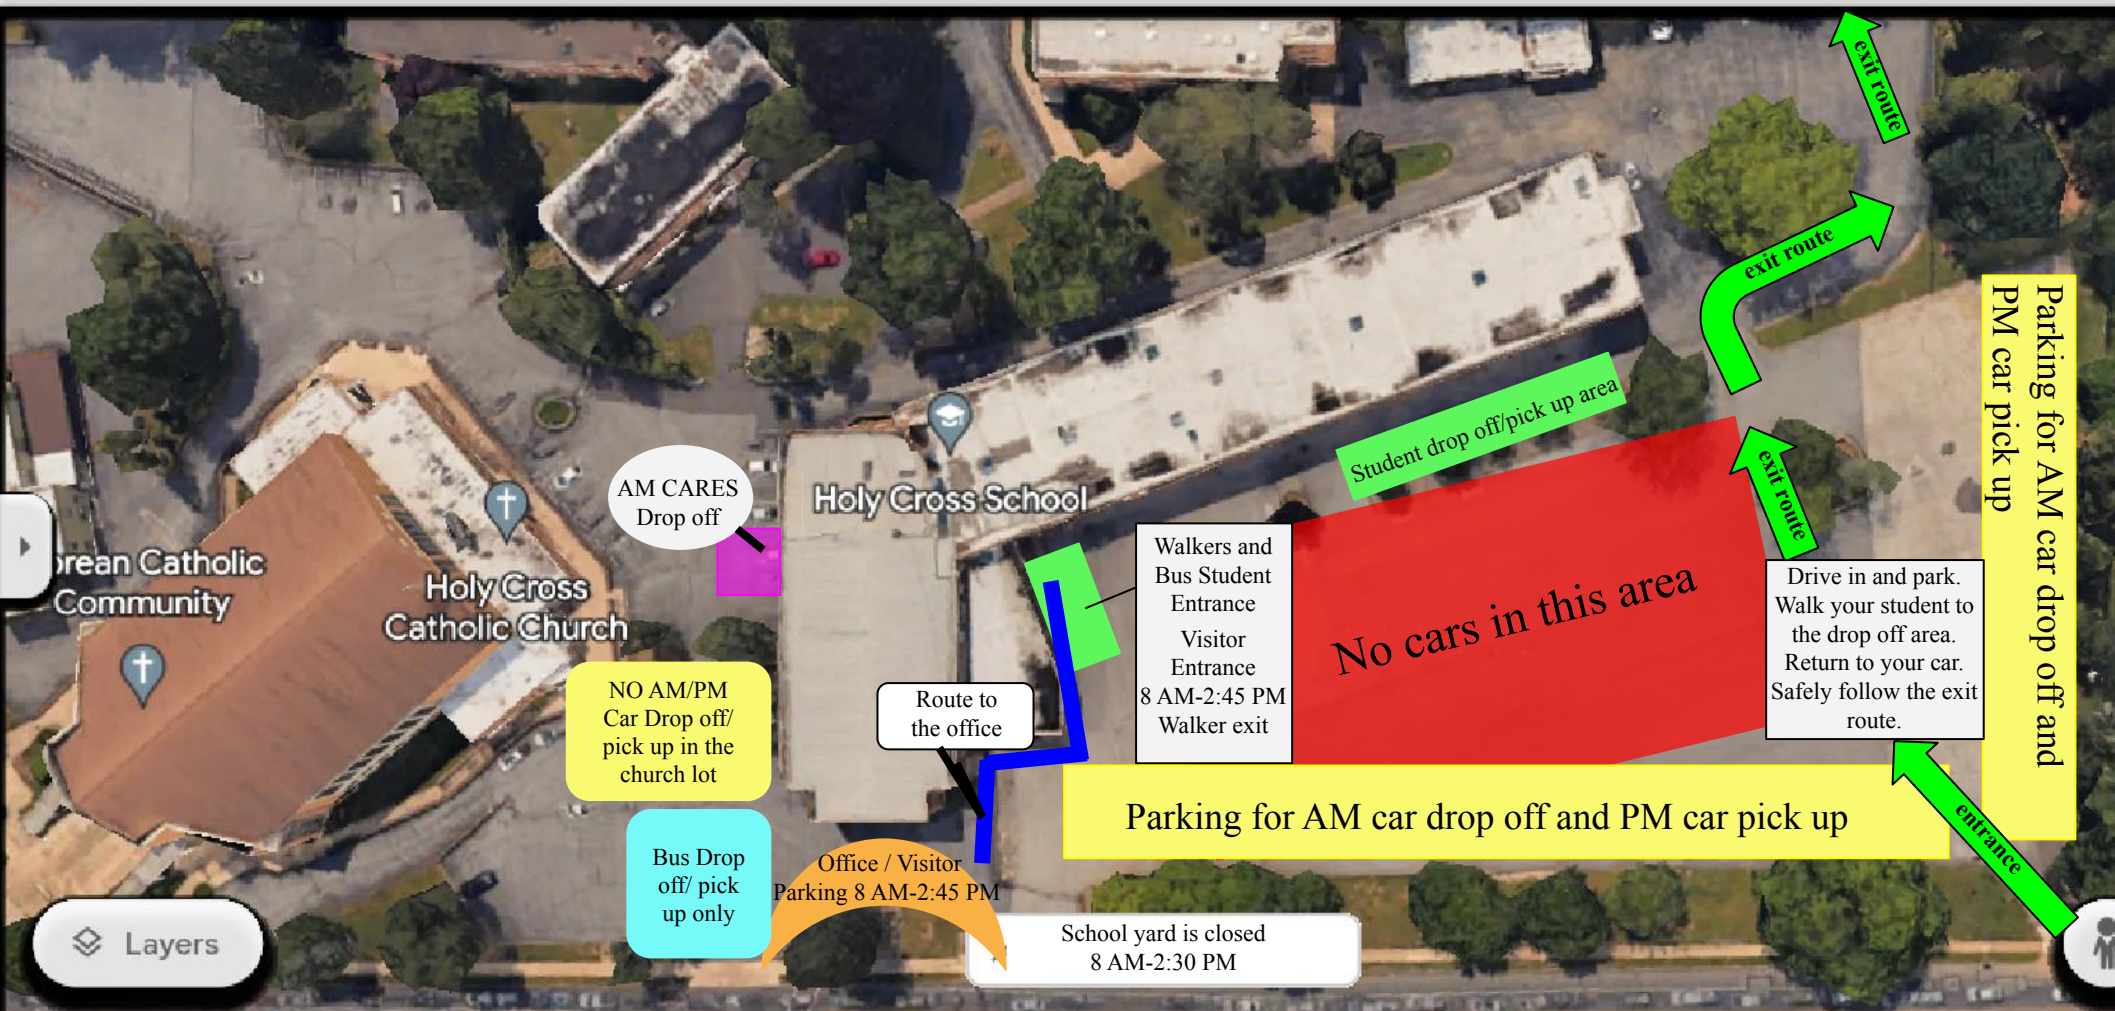 exit route
exit route
Parking for AM car drop off and
PM car pick up
Student drop off/pick up area
exit route
AM CARES
Drop off
Holy Cross School
Walkers and
Bus Student
Entrance
Visitor
Entrance
8 AM-2:45 PM
Walker exit
No cars in this area
Drive in and park.
Walk your student to
the drop off area.
Return to your car.
Safely follow the exit
route.
rean Catholic
Community
Holy Cross
Catholic Church
NO AM/PM
Car Drop off/
pick up in the
church lot
Route to
the office
Parking for AM car drop off and PM car pick up
entrance
Bus Drop
off/ pick
up only
Office / Visitor
Parking 8 AM-2:45 PM
School yard is closed
8 AM-2:30 PM
Layers